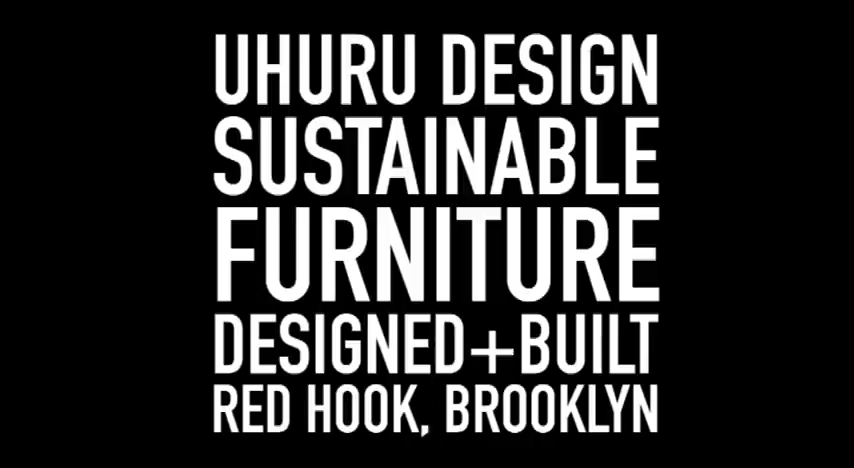 UHURU DESIGN
SUSTAINABLE
FURNITURE
DESIGNED+BUILT
RED HOOK, BROOKLYN